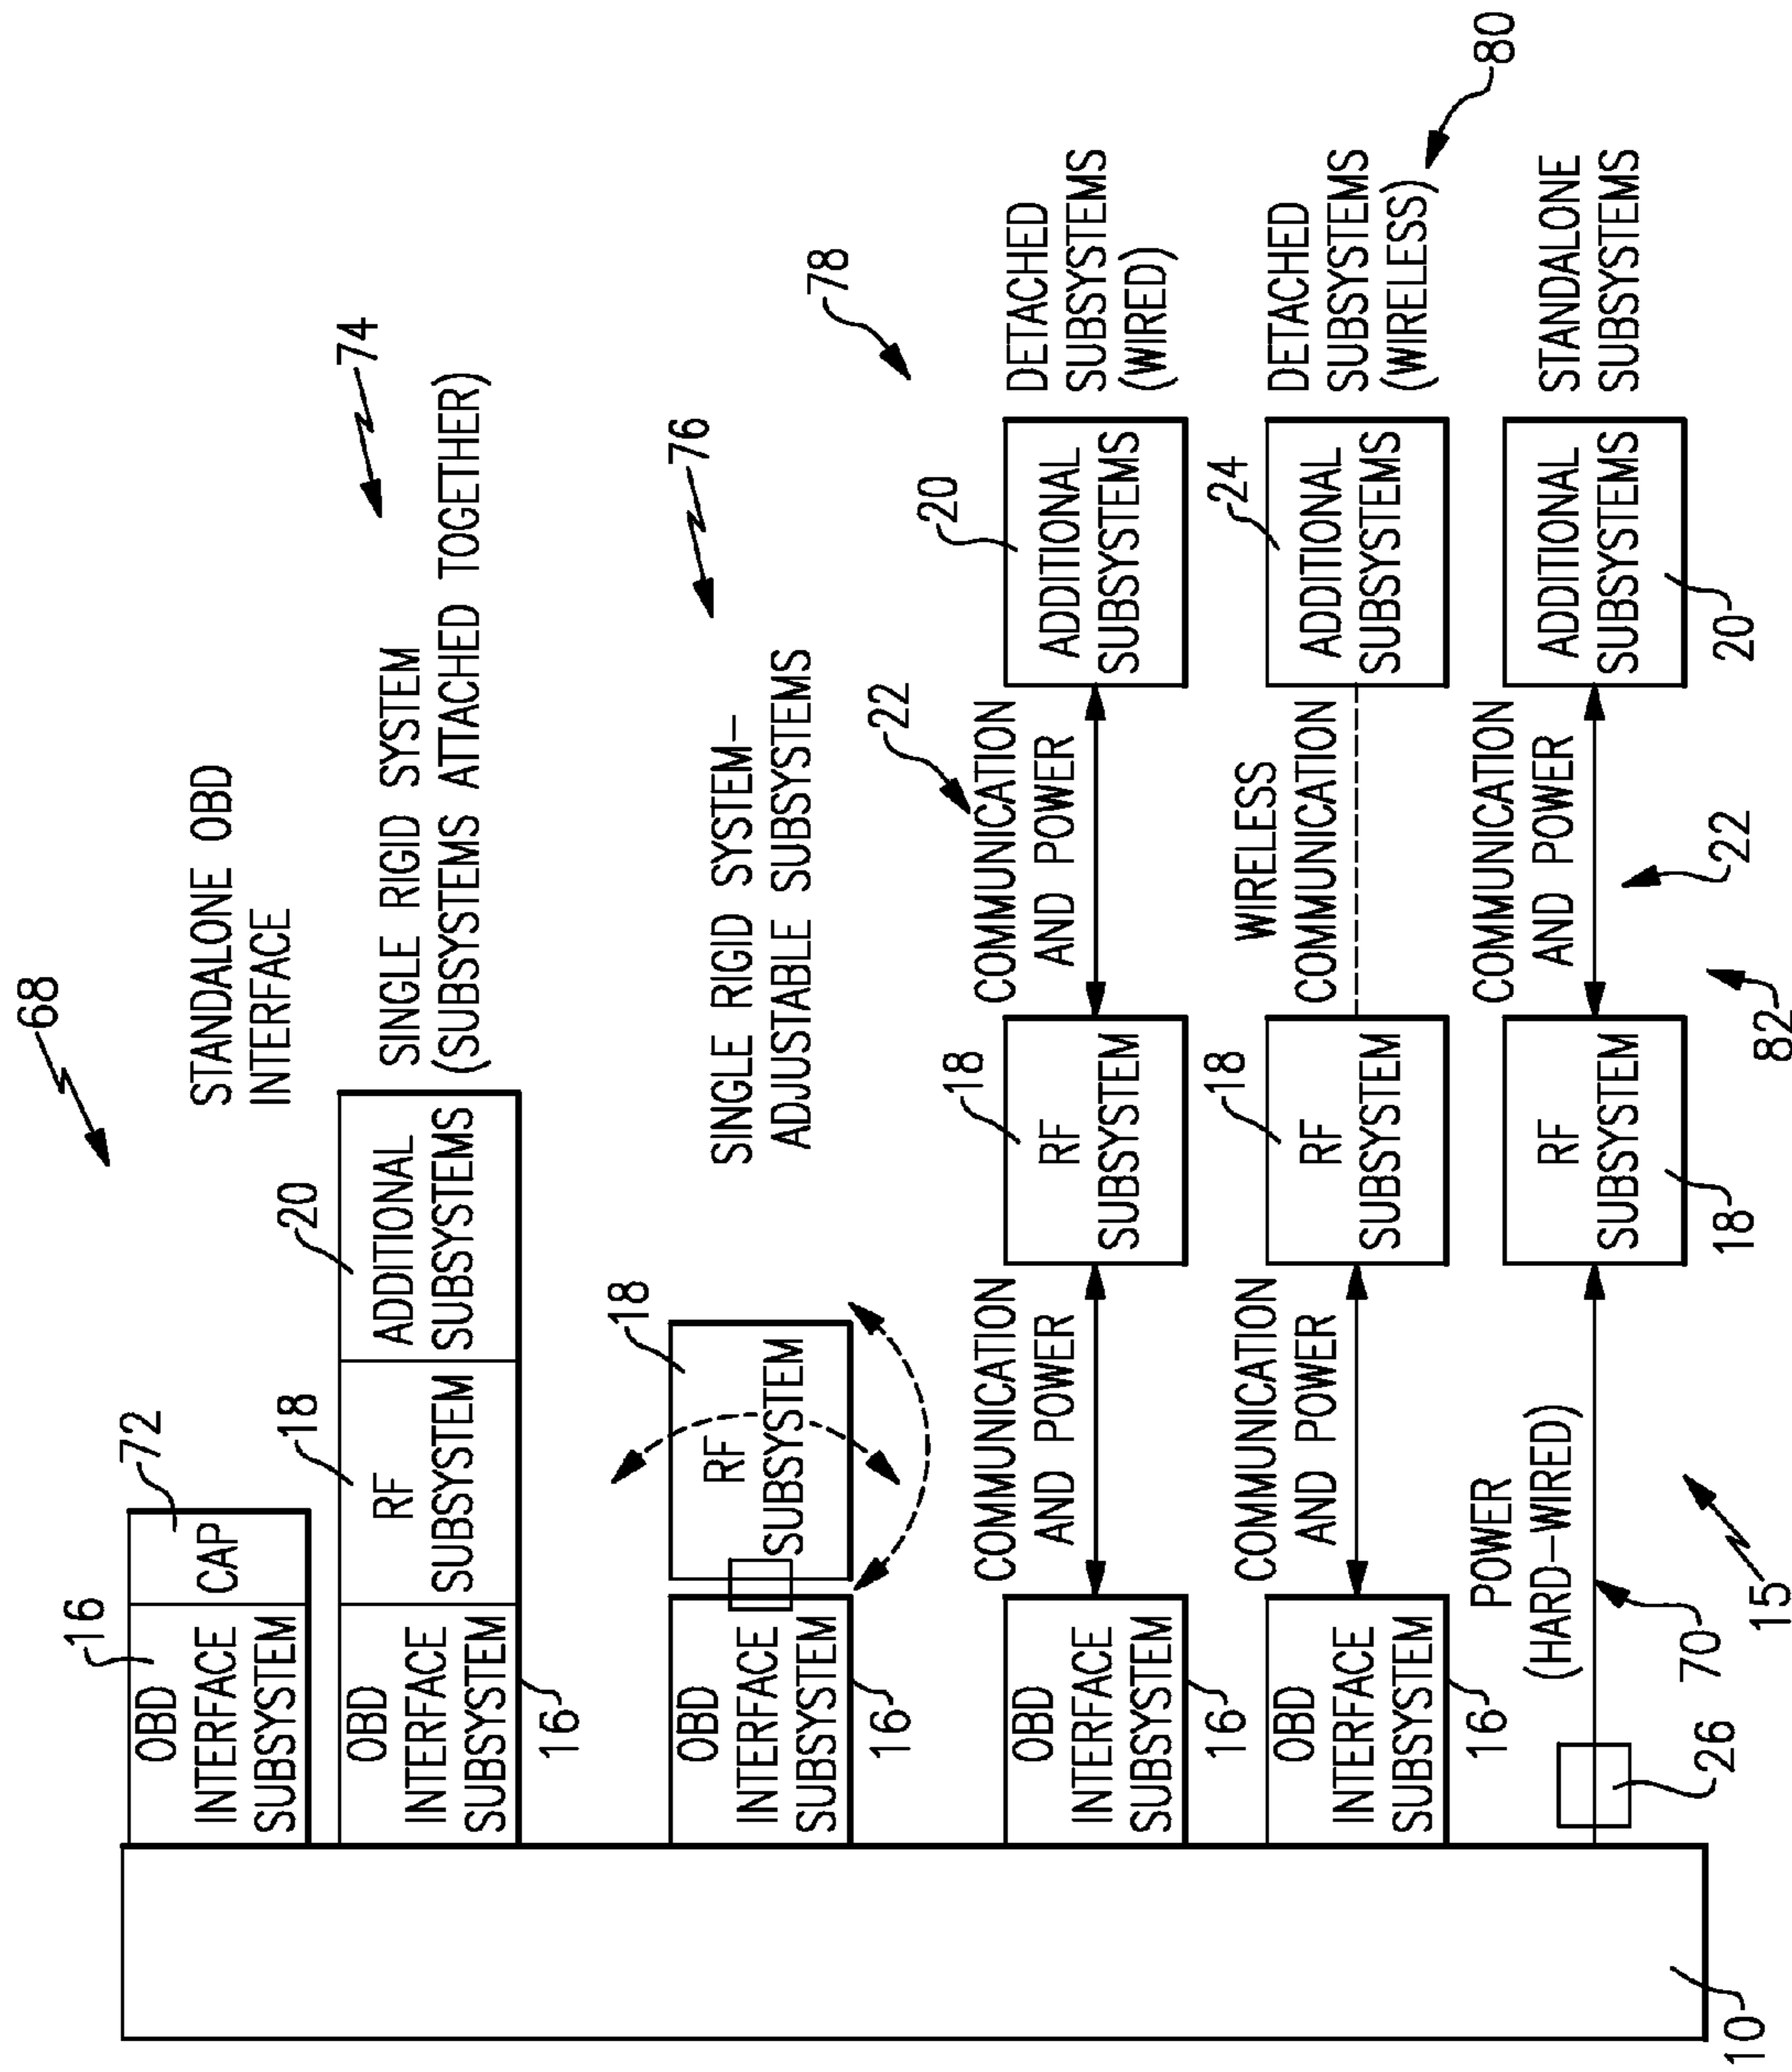 68
STANDALONE OBD
INTERFACE
16
72
OBD
INTERFACE
SUBSYSTEM
CAP
74
SINGLE RIGID SYSTEM
(SUBSYSTEMS ATTACHED TOGETHER)
18
20
OBD
INTERFACE
SUBSYSTEM
RF
SUBSYSTEM
ADDITIONAL
SUBSYSTEMS
16
76
SINGLE RIGID SYSTEM–
ADJUSTABLE SUBSYSTEMS
18
OBD
INTERFACE
SUBSYSTEM
RF
SUBSYSTEM
16
78
22
18
20
OBD
INTERFACE
SUBSYSTEM
COMMUNICATION
AND POWER
RF
SUBSYSTEM
COMMUNICATION
AND POWER
ADDITIONAL
SUBSYSTEMS
DETACHED
SUBSYSTEMS
(WIRED)
16
18
24
OBD
INTERFACE
SUBSYSTEM
COMMUNICATION
AND POWER
RF
SUBSYSTEM
WIRELESS
COMMUNICATION
ADDITIONAL
SUBSYSTEMS
DETACHED
SUBSYSTEMS
(WIRELESS)
80
16
POWER
(HARD–WIRED)
RF
SUBSYSTEM
COMMUNICATION
AND POWER
ADDITIONAL
SUBSYSTEMS
STANDALONE
SUBSYSTEMS
26
70
18
22
20
10
15
82